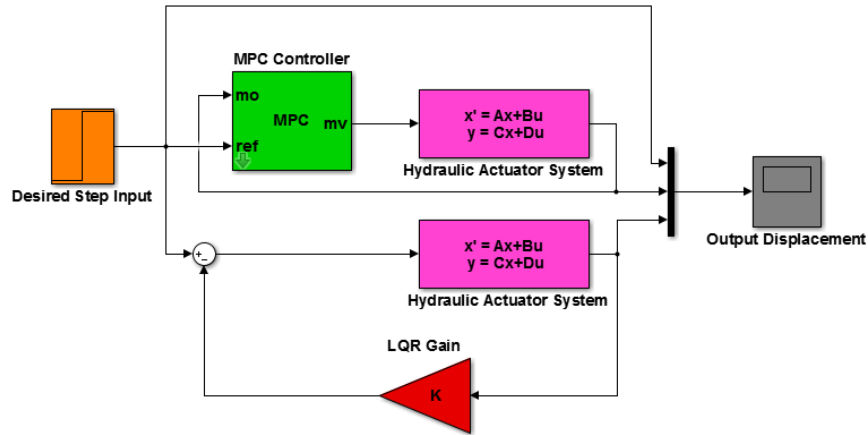 MPC Controller
mo
MPC
mv
ref
x' = Ax+Bu
y = Cx+Du
Hydraulic Actuator System
Desired Step Input
Output Displacement
+
−
x' = Ax+Bu
y = Cx+Du
Hydraulic Actuator System
LQR Gain
K